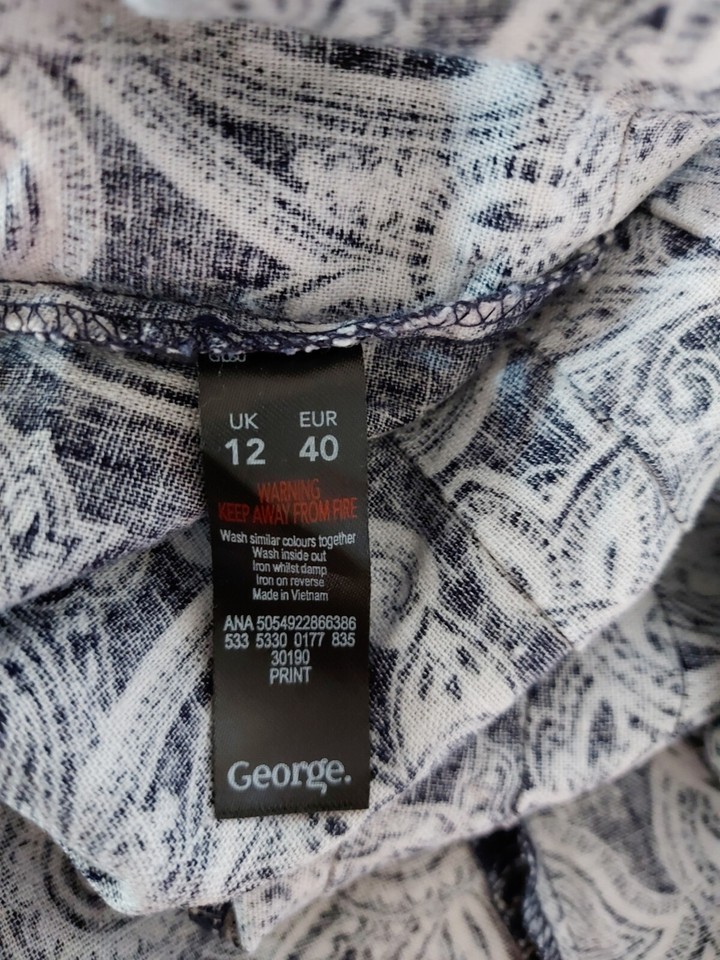 UK EUR
12 40
WARNING
KEEP AWAY FROM FIRE
Wash similar colours together
Wash inside out
Iron whilst damp
Iron on reverse
Made in Vietnam
ANA 5054922866386
533 5330 0177 835
30190
PRINT
George.